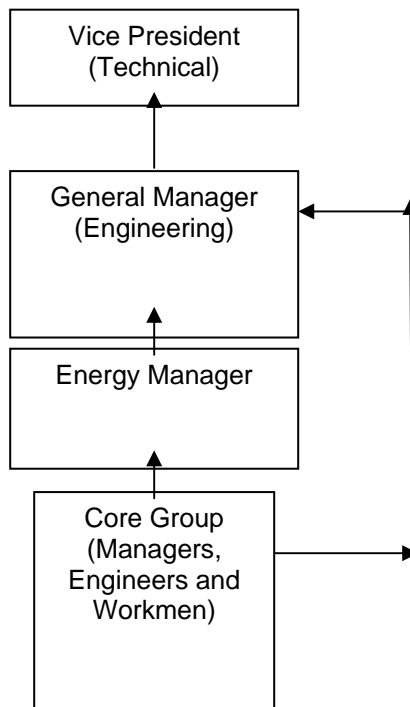 Vice President
(Technical)
General Manager
(Engineering)
Energy Manager
Core Group
(Managers,
Engineers and
Workmen)